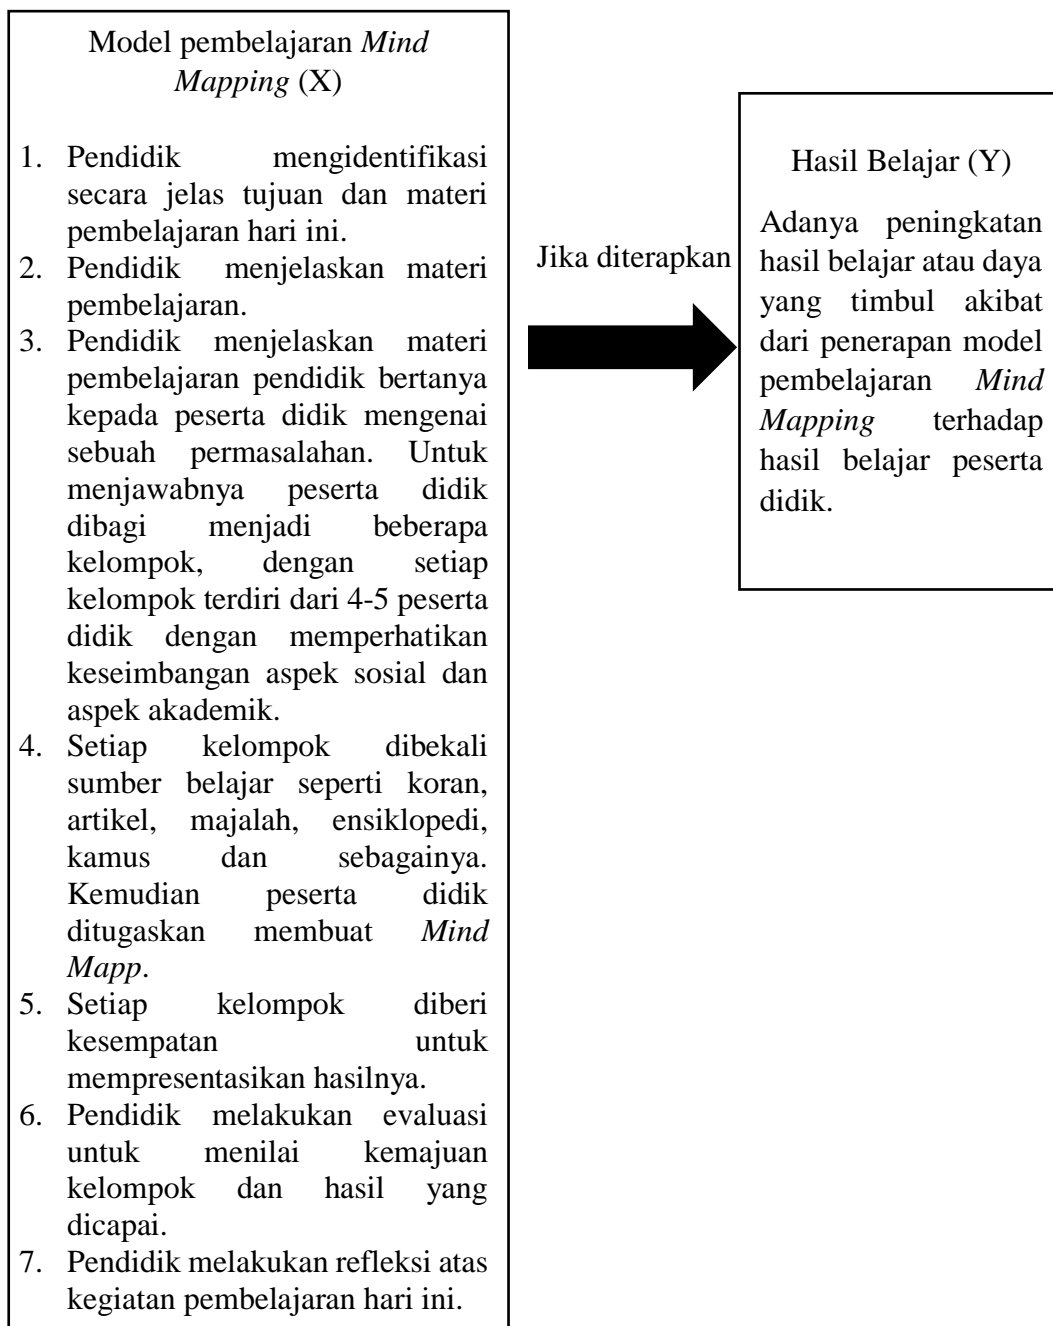 Model pembelajaran Mind
Mapping (X)
1. Pendidik mengidentifikasi
secara jelas tujuan dan materi
pembelajaran hari ini.
2. Pendidik menjelaskan materi
pembelajaran.
3. Pendidik menjelaskan materi
pembelajaran pendidik bertanya
kepada peserta didik mengenai
sebuah permasalahan. Untuk
menjawabnya peserta didik
dibagi menjadi beberapa
kelompok, dengan setiap
kelompok terdiri dari 4-5 peserta
didik dengan memperhatikan
keseimbangan aspek sosial dan
aspek akademik.
4. Setiap kelompok dibekali
sumber belajar seperti koran,
artikel, majalah, ensiklopedi,
kamus dan sebagainya.
Kemudian peserta didik
ditugaskan membuat Mind
Mapp.
5. Setiap kelompok diberi
kesempatan untuk
mempresentasikan hasilnya.
6. Pendidik melakukan evaluasi
untuk menilai kemajuan
kelompok dan hasil yang
dicapai.
7. Pendidik melakukan refleksi atas
kegiatan pembelajaran hari ini.
Jika diterapkan
Hasil Belajar (Y)
Adanya peningkatan
hasil belajar atau daya
yang timbul akibat
dari penerapan model
pembelajaran Mind
Mapping terhadap
hasil belajar peserta
didik.